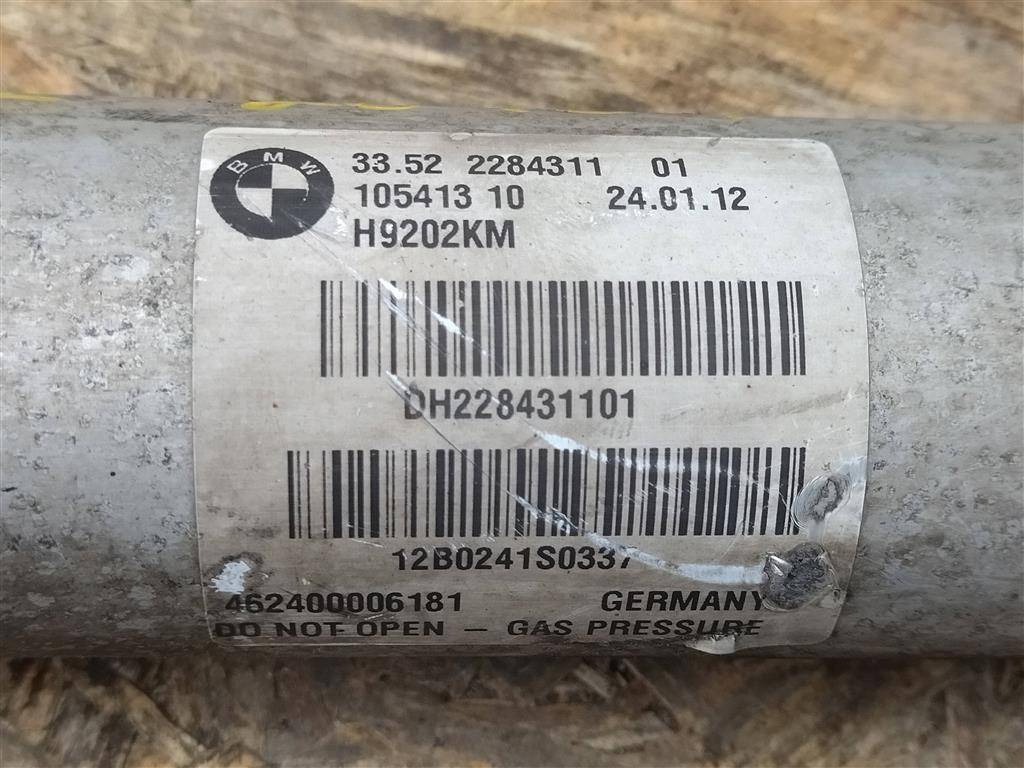 BMW
33.52 2284311 01
105413 10 24.01.12
H9202KM
DH228431101
12B0241S0337
462400006181 GERMANY
DO NOT OPEN – GAS PRESSURE